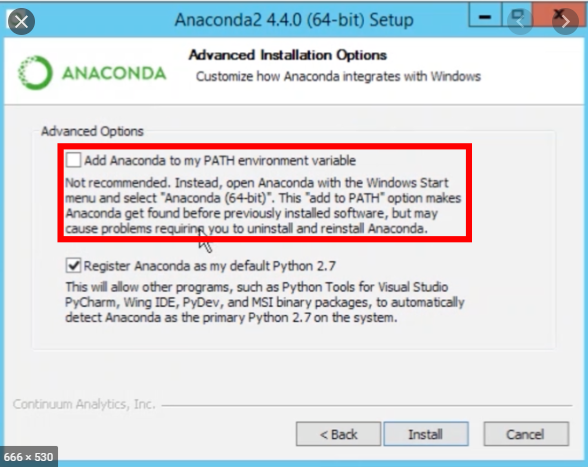 Anaconda2 4.4.0 (64-bit) Setup
ANACONDA
Advanced Installation Options
Customize how Anaconda integrates with Windows
Advanced Options
Add Anaconda to my PATH environment variable
Not recommended. Instead, open Anaconda with the Windows Start
menu and select "Anaconda (64-bit)". This "add to PATH" option makes
Anaconda get found before previously installed software, but may
cause problems requiring you to uninstall and reinstall Anaconda.
Register Anaconda as my default Python 2.7
This will allow other programs, such as Python Tools for Visual Studio
PyCharm, Wing IDE, PyDev, and MSI binary packages, to automatically
detect Anaconda as the primary Python 2.7 on the system.
Continuum Analytics, Inc.
< Back Install Cancel
666 × 530